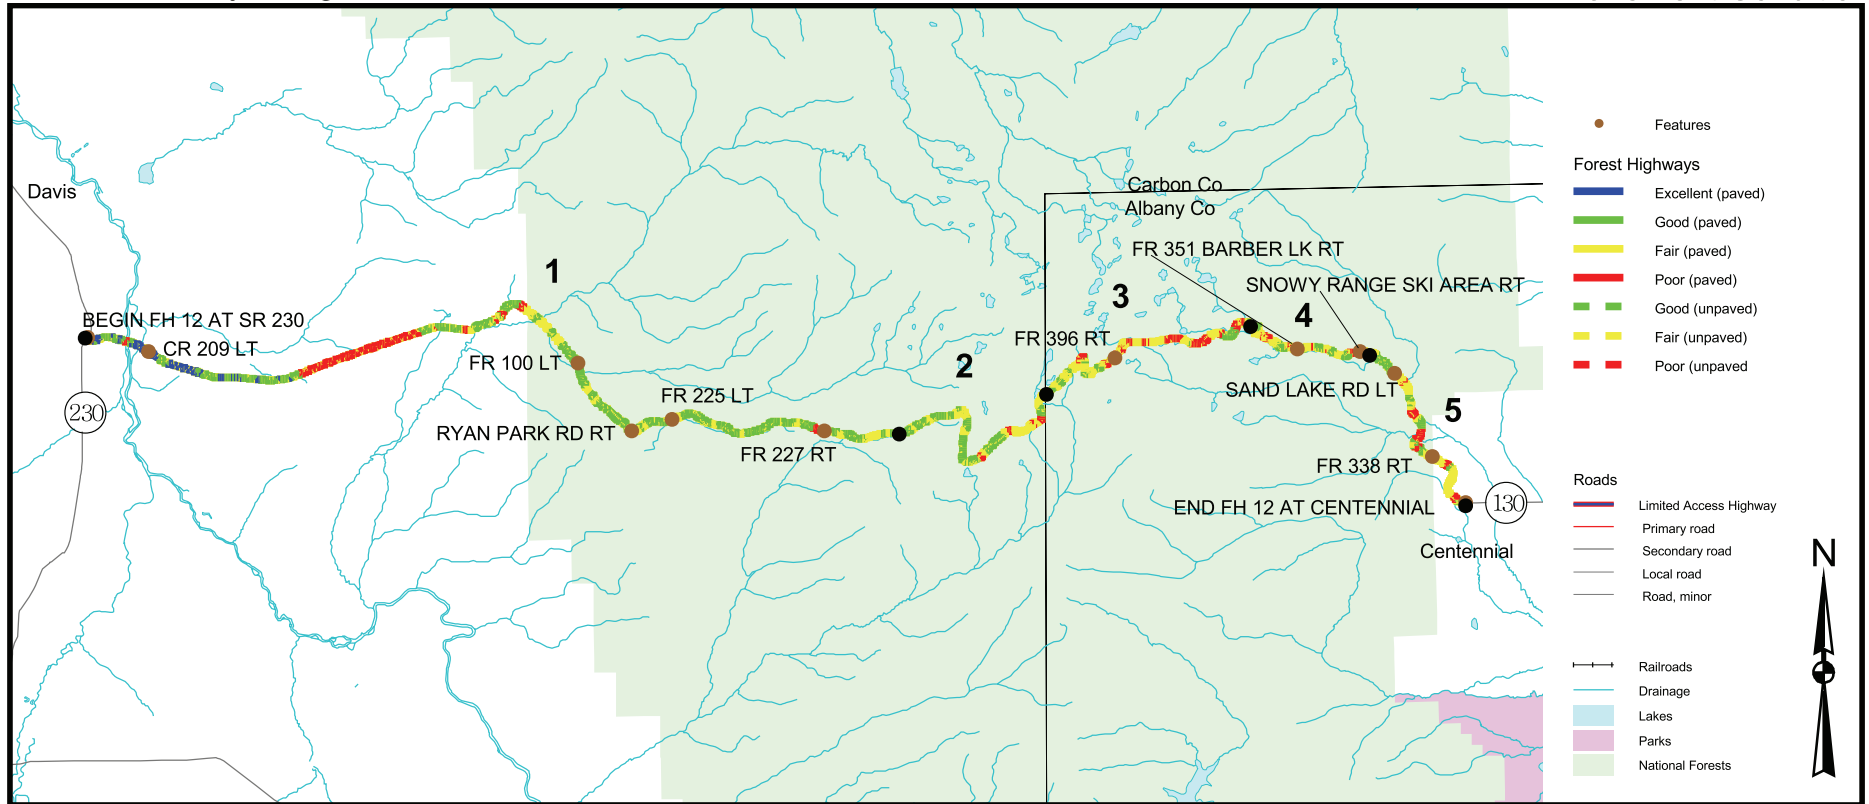 Davis
Carbon Co
Albany Co
FR 351 BARBER LK RT
1
SNOWY RANGE SKI AREA RT
3
4
BEGIN FH 12 AT SR 230
FR 396 RT
CR 209 LT
FR 100 LT
2
SAND LAKE RD LT
FR 225 LT
230
5
RYAN PARK RD RT
FR 227 RT
FR 338 RT
END FH 12 AT CENTENNIAL
130
Centennial
Features
Forest Highways
Excellent (paved)
Good (paved)
Fair (paved)
Poor (paved)
Good (unpaved)
Fair (unpaved)
Poor (unpaved
Roads
Limited Access Highway
Primary road
Secondary road
Local road
Road, minor
N
Railroads
Drainage
Lakes
Parks
National Forests